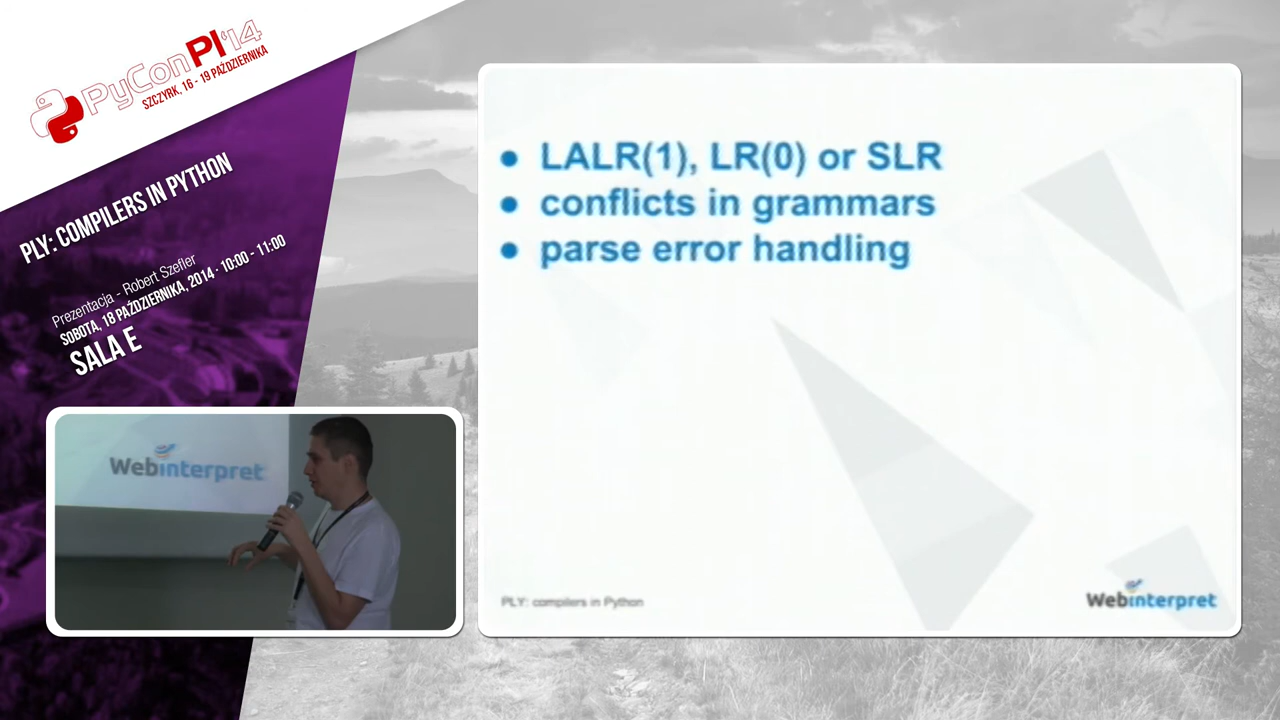 PyConPl'14
SZCZYRK, 16 - 19 PAŹDZIERNIKA
PLY: COMPILERS IN PYTHON
Prezentacja - Robert Szefler
SOBOTA, 18 PAŹDZIERNIKA, 2014 · 10:00 - 11:00
SALA E
Webinterpret
● LALR(1), LR(0) or SLR
● conflicts in grammars
● parse error handling
PLY: compilers in Python
Webinterpret